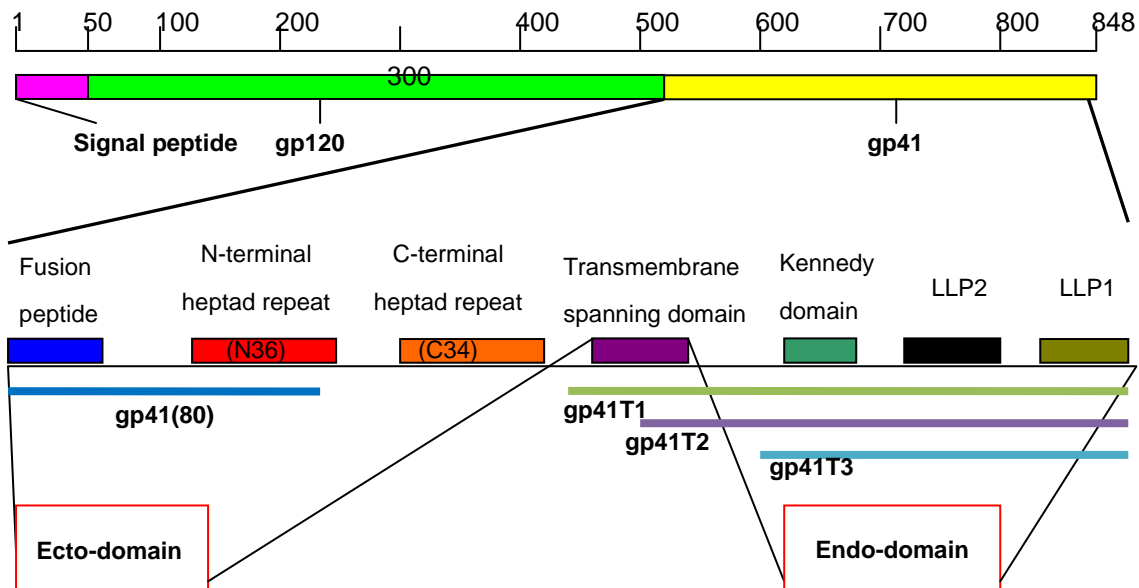 1 50 100 200 400 500 600 700 800 848
300
Signal peptide gp120 gp41
Fusion peptide
N-terminal heptad repeat
(N36)
C-terminal heptad repeat
(C34)
Transmembrane spanning domain
Kennedy domain
LLP2
LLP1
gp41(80)
gp41T1
gp41T2
gp41T3
Ecto-domain
Endo-domain